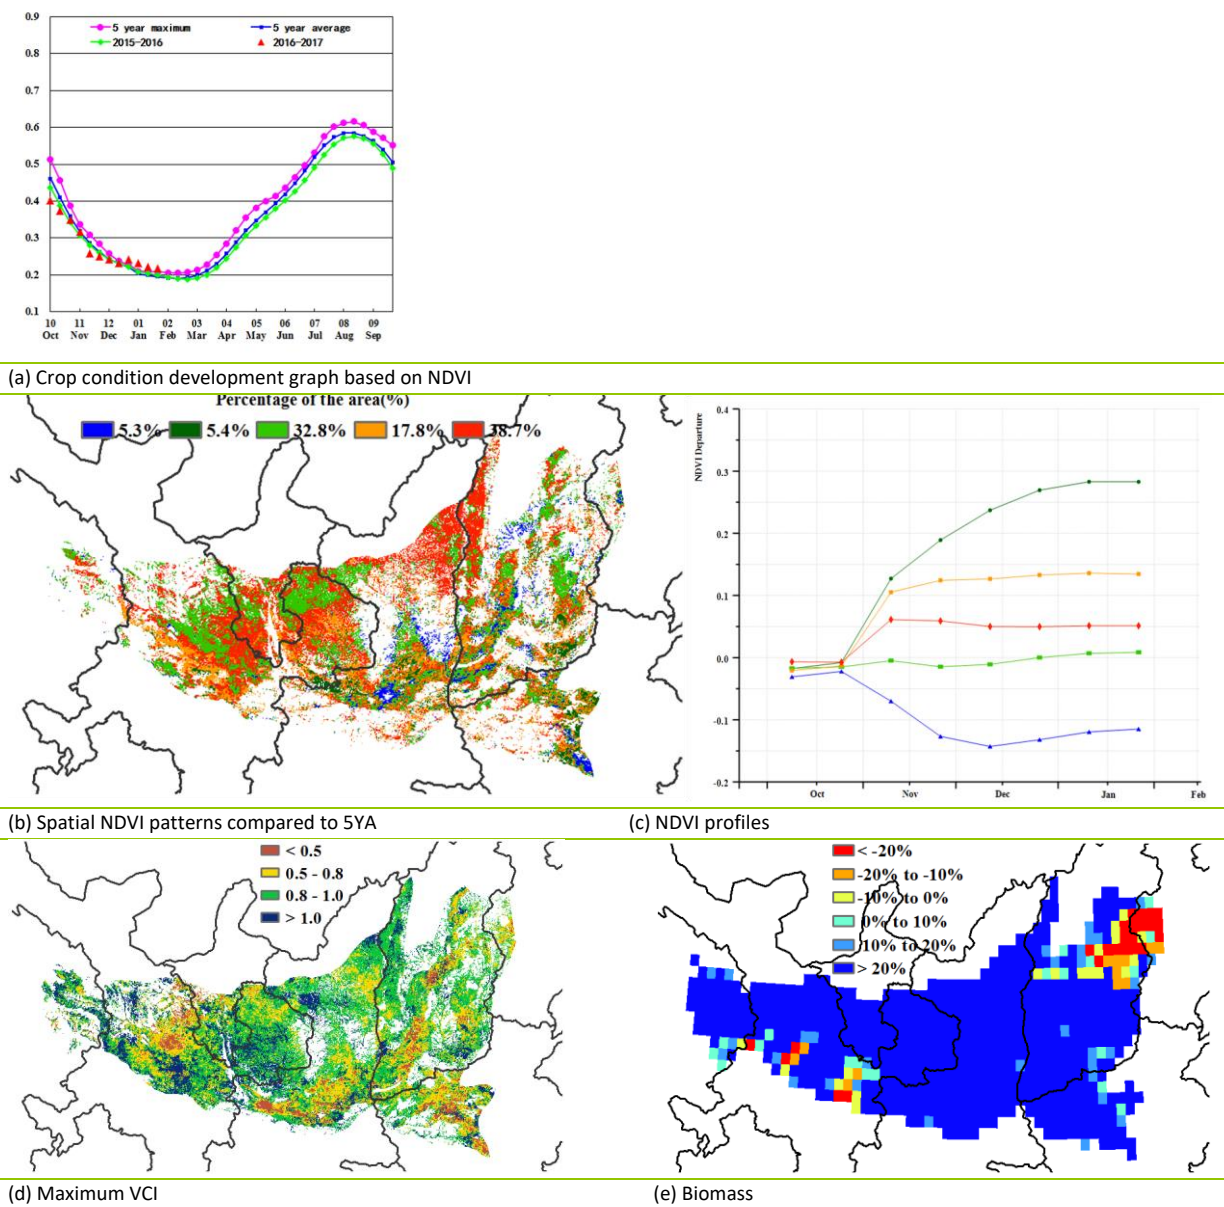 0.9
5 year maximum
5 year average
2015-2016
2016-2017
0.8
0.7
0.6
0.5
0.4
0.3
0.2
0.1
10 11 12 01 02 03 04 05 06 07 08 09
Oct Nov Dec Jan Feb Mar Apr May Jun Jul Aug Sep
(a) Crop condition development graph based on NDVI
Percentage of the area(%)
5.3% 5.4% 32.8% 17.8% 38.7%
NDVI Departure
0.4
0.3
0.2
0.1
0.0
-0.1
-0.2
Oct Nov Dec Jan Feb
(b) Spatial NDVI patterns compared to 5YA
(c) NDVI profiles
< 0.5
0.5 - 0.8
0.8 - 1.0
> 1.0
< -20%
-20% to -10%
-10% to 0%
0% to 10%
10% to 20%
> 20%
(d) Maximum VCI
(e) Biomass